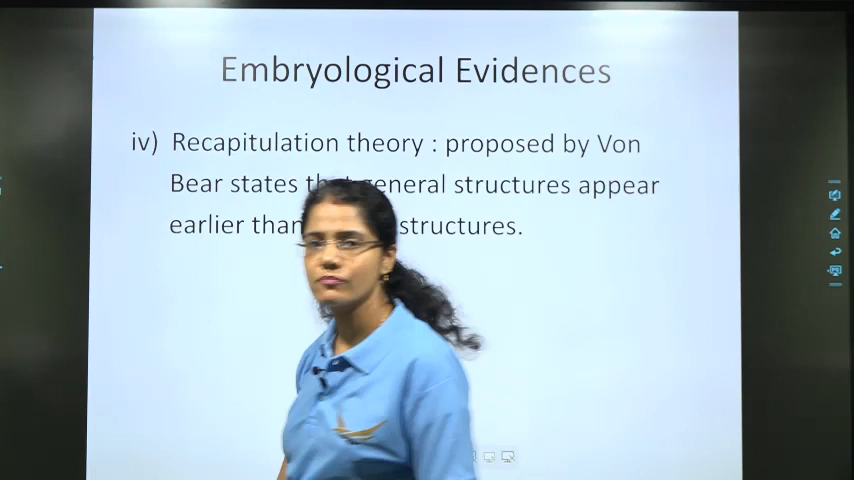 Embryological Evidences
iv) Recapitulation theory : proposed by Von
Bear states general structures appear
earlier than structures.